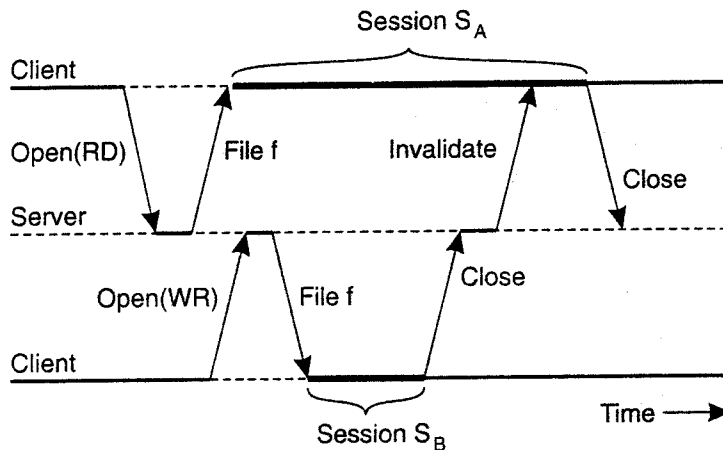 Session S_A
Client
Open(RD)
File f
Invalidate
Close
Server
Open(WR)
File f
Close
Client
Time
Session S_B